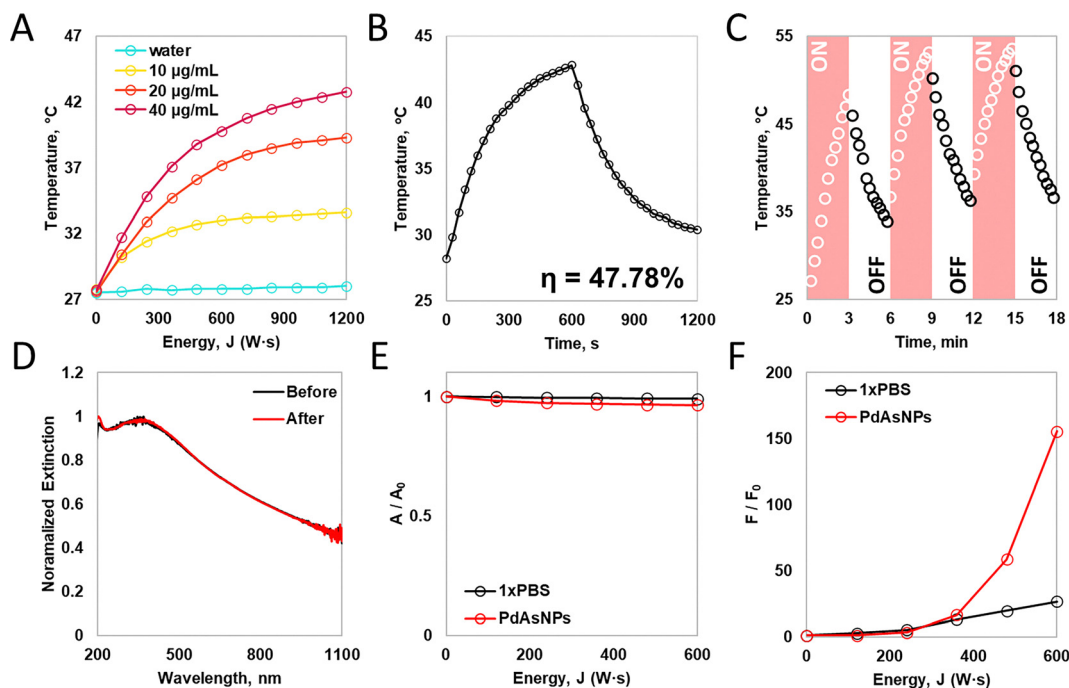 A
47
42
37
32
27
Temperature, °C
water
10 µg/mL
20 µg/mL
40 µg/mL
0
300
600
900
1200
Energy, J (W·s)
B
45
40
35
30
25
Temperature, °C
η = 47.78%
0
300
600
900
1200
Time, s
C
55
45
35
25
Temperature, °C
ON
OFF
ON
OFF
ON
OFF
0
3
6
9
12
15
18
Time, min
D
1.2
1
0.8
0.6
0.4
0.2
0
Noramalized Extinction
Before
After
200
500
800
1100
Wavelength, nm
E
1
0.5
0
A / A0
1xPBS
PdAsNPs
0
200
400
600
Energy, J (W·s)
F
200
150
100
50
0
F / F0
1xPBS
PdAsNPs
0
200
400
600
Energy, J (W·s)